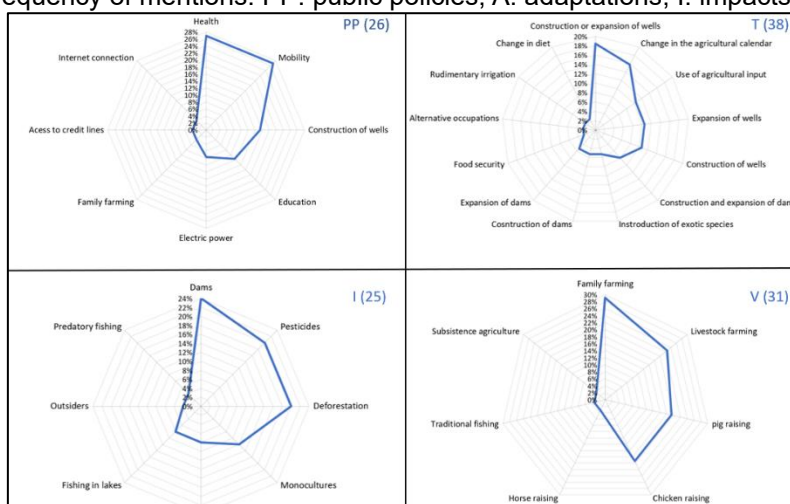 equency of mentions. PP: public policies; A: adaptations; I: impacts
PP (26)
Health
28%
26%
24%
22%
20%
18%
16%
14%
12%
10%
8%
6%
4%
2%
0%
Mobility
Construction of wells
Education
Electric power
Family farming
Acess to credit lines
Internet connection
T (38)
Construction or expansion of wells
20%
18%
16%
14%
12%
10%
8%
6%
4%
2%
0%
Change in the agricultural calendar
Use of agricultural input
Expansion of wells
Construction of wells
Construction and expansion of dam
Instroduction of exotic species
Cosntruction of dams
Expansion of dams
Food security
Alternative occupations
Rudimentary irrigation
Change in diet
I (25)
Dams
24%
22%
20%
18%
16%
14%
12%
10%
8%
6%
4%
2%
0%
Pesticides
Deforestation
Monocultures
Fishing in lakes
Outsiders
Predatory fishing
V (31)
Family farming
30%
28%
26%
24%
22%
20%
18%
16%
14%
12%
10%
8%
6%
4%
2%
0%
Livestock farming
pig raising
Chicken raising
Horse raising
Traditional fishing
Subsistence agriculture